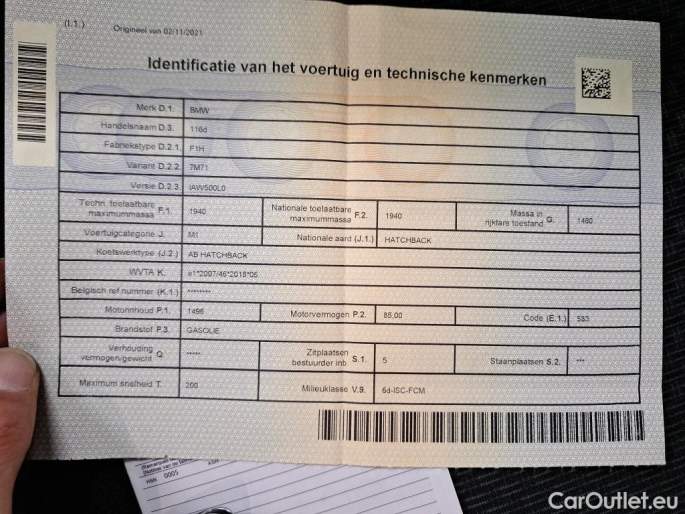 (I.1.) Origineel van 02/11/2021
Identificatie van het voertuig en technische kenmerken
Merk D.1. BMW
Handelsnaam D.3. 116d
Fabriekstype D.2.1. F1H
Variant D.2.2. 7M71
Versie D.2.3. IAW500L0
Techn. toelaatbare maximummassa F.1. 1940 Nationale toelaatbare maximummassa F.2. 1940 Massa in rijklare toestand G. 1460
Voertuigcategorie J. M1 Nationale aard (J.1.) HATCHBACK
Koetswerktype (J.2.) AB HATCHBACK
WVTA K. e1*2007/46*2018*05
Belgisch ref.nummer (K.1.) ********
Motorinhoud P.1. 1496 Motorvermogen P.2. 85,00 Code (E.1.) 583
Brandstof P.3. GASOLIE
Verhouding vermogen/gewicht Q. ***** Zitplaatsen bestuurder inb. S.1. 5 Staanplaatsen S.2. ***
Maximum snelheid T. 200 Milieuklasse V.9. 6d-ISC-FCM
0005
CarOutlet.eu